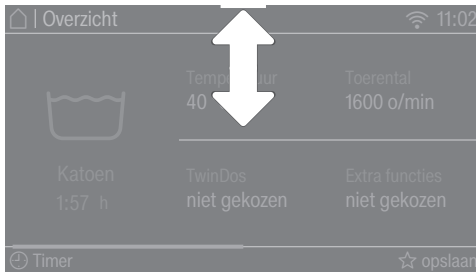 Overzicht 11:02
Toerental
40 1600 o/min
Katoen TwinDos Extra functies
1:57 h niet gekozen niet gekozen
Timer opslaan